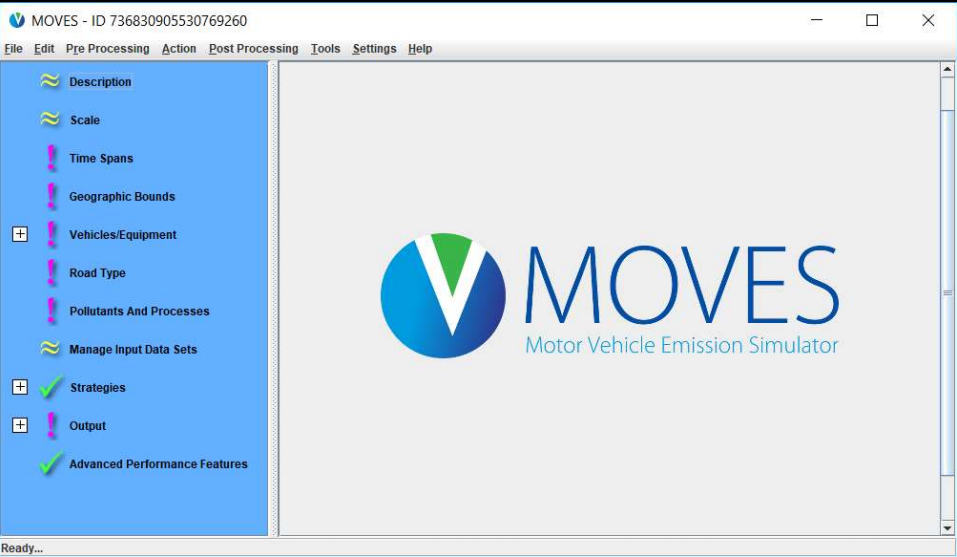 MOVES - ID 736830905530769260
File Edit Pre Processing Action Post Processing Tools Settings Help
Description
Scale
Time Spans
Geographic Bounds
Vehicles/Equipment
Road Type
Pollutants And Processes
Manage Input Data Sets
Strategies
Output
Advanced Performance Features
MOVES
Motor Vehicle Emission Simulator
Ready...